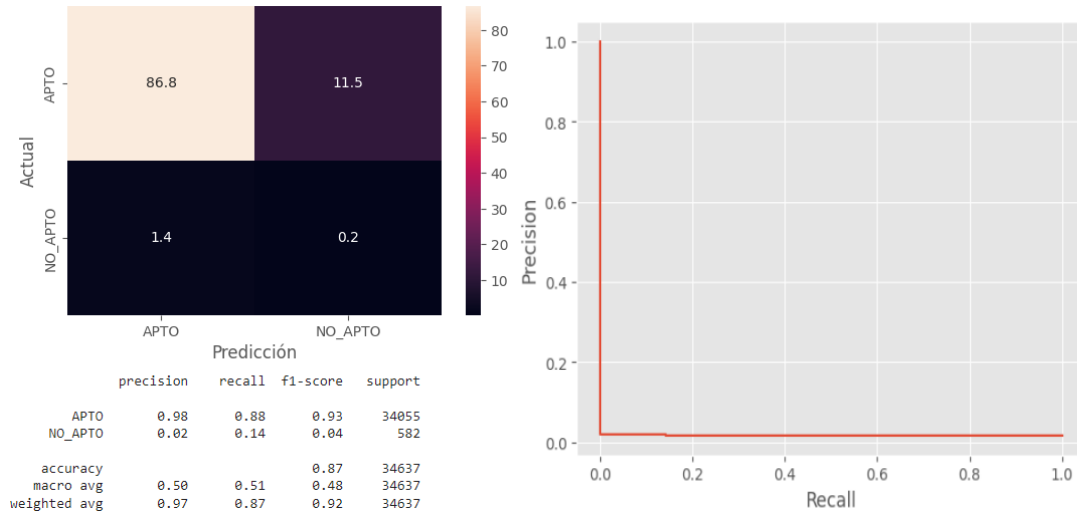 80
70
60
50
40
30
20
10
86.8 11.5
1.4 0.2
APTO
NO_APTO
Actual
APTO NO_APTO
Predicción
precision recall f1-score support
APTO 0.98 0.88 0.93 34055
NO_APTO 0.02 0.14 0.04 582
accuracy 0.87 34637
macro avg 0.50 0.51 0.48 34637
weighted avg 0.97 0.87 0.92 34637
1.0
0.8
0.6
0.4
0.2
0.0
Precision
0.0 0.2 0.4 0.6 0.8 1.0
Recall